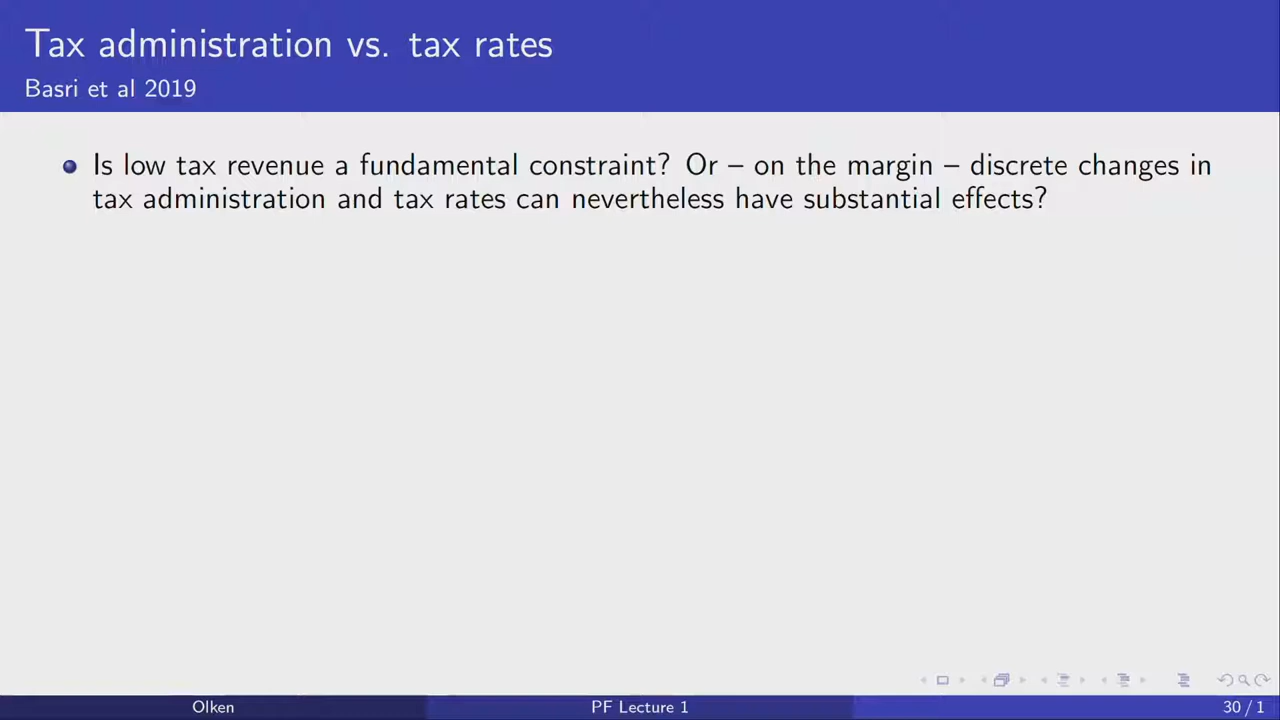 Tax administration vs. tax rates
Basri et al 2019
Is low tax revenue a fundamental constraint? Or – on the margin – discrete changes in
tax administration and tax rates can nevertheless have substantial effects?
Olken
PF Lecture 1
30 / 1